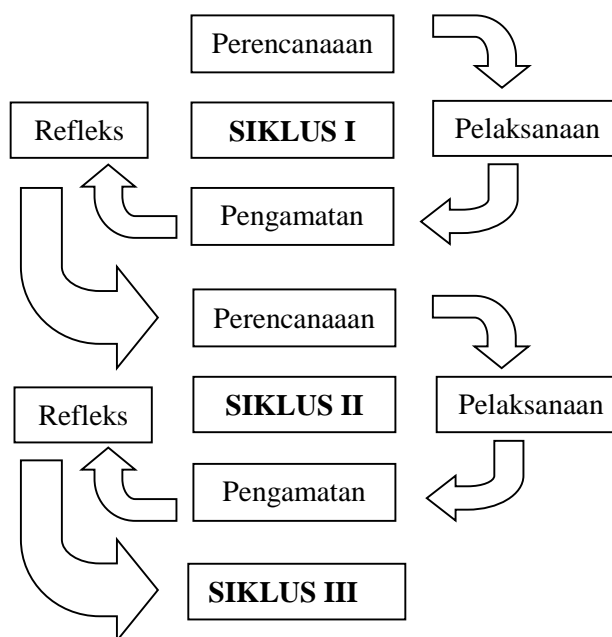 Perencanaaan
Refleks
SIKLUS I
Pelaksanaan
Pengamatan
Perencanaaan
Refleks
SIKLUS II
Pelaksanaan
Pengamatan
SIKLUS III